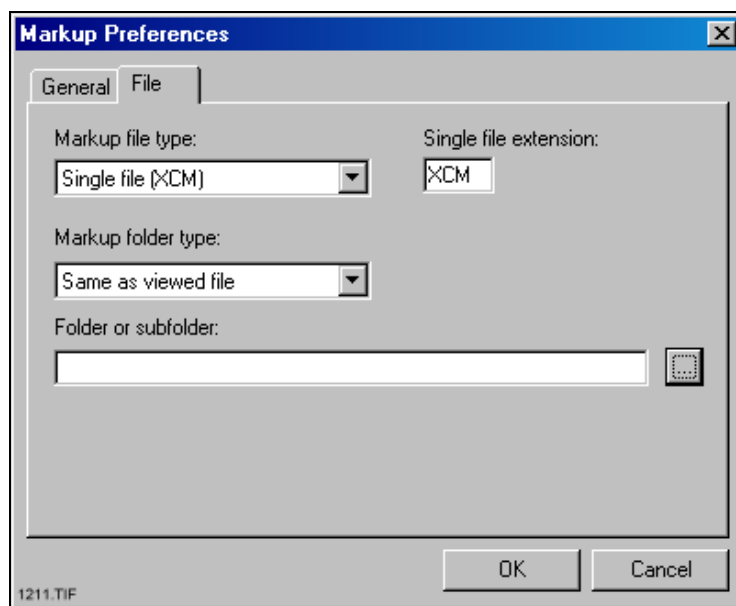 Markup Preferences
General File
Markup file type: Single file extension:
Single file (XCM) XCM
Markup folder type:
Same as viewed file
Folder or subfolder:
...
OK Cancel
1211.TIF